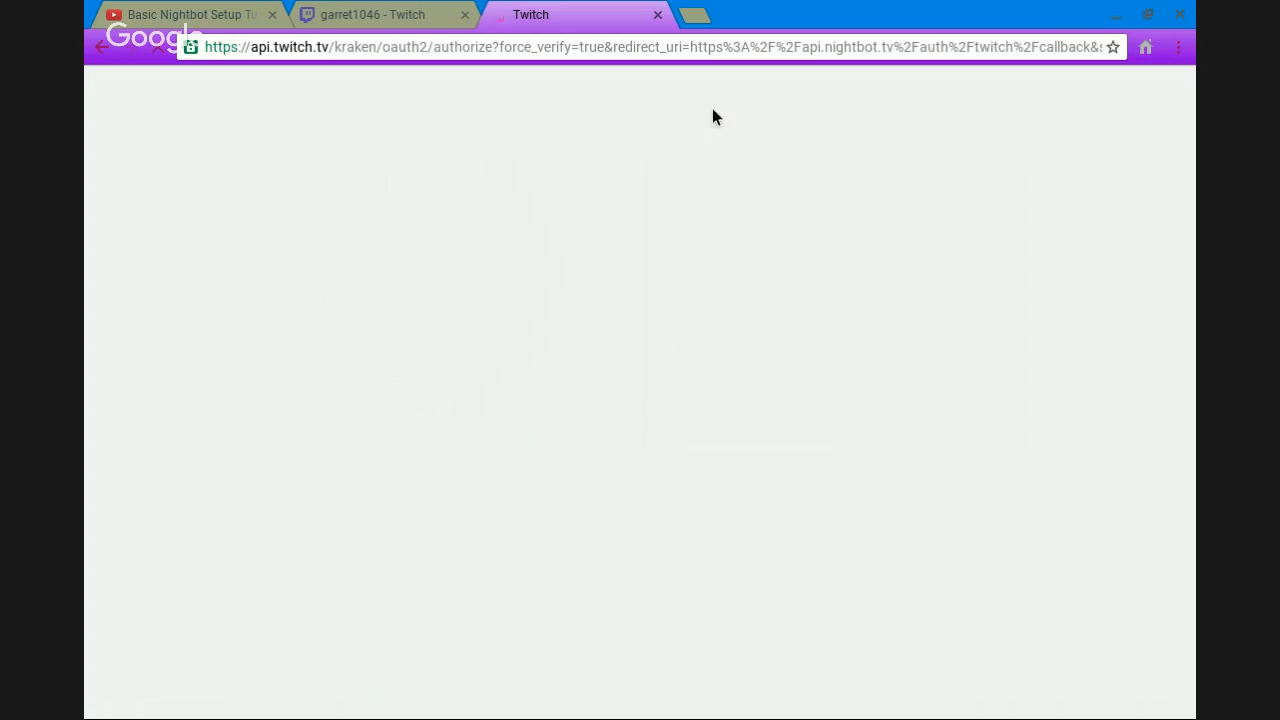 Basic Nightbot Setup Ti
garret1046 - Twitch
Twitch
Google
https://api.twitch.tv/kraken/oauth2/authorize?force_verify=true&redirect_uri=https%3A%2F%2Fapi.nightbot.tv%2Fauth%2Ftwitch%2Fcallback&s